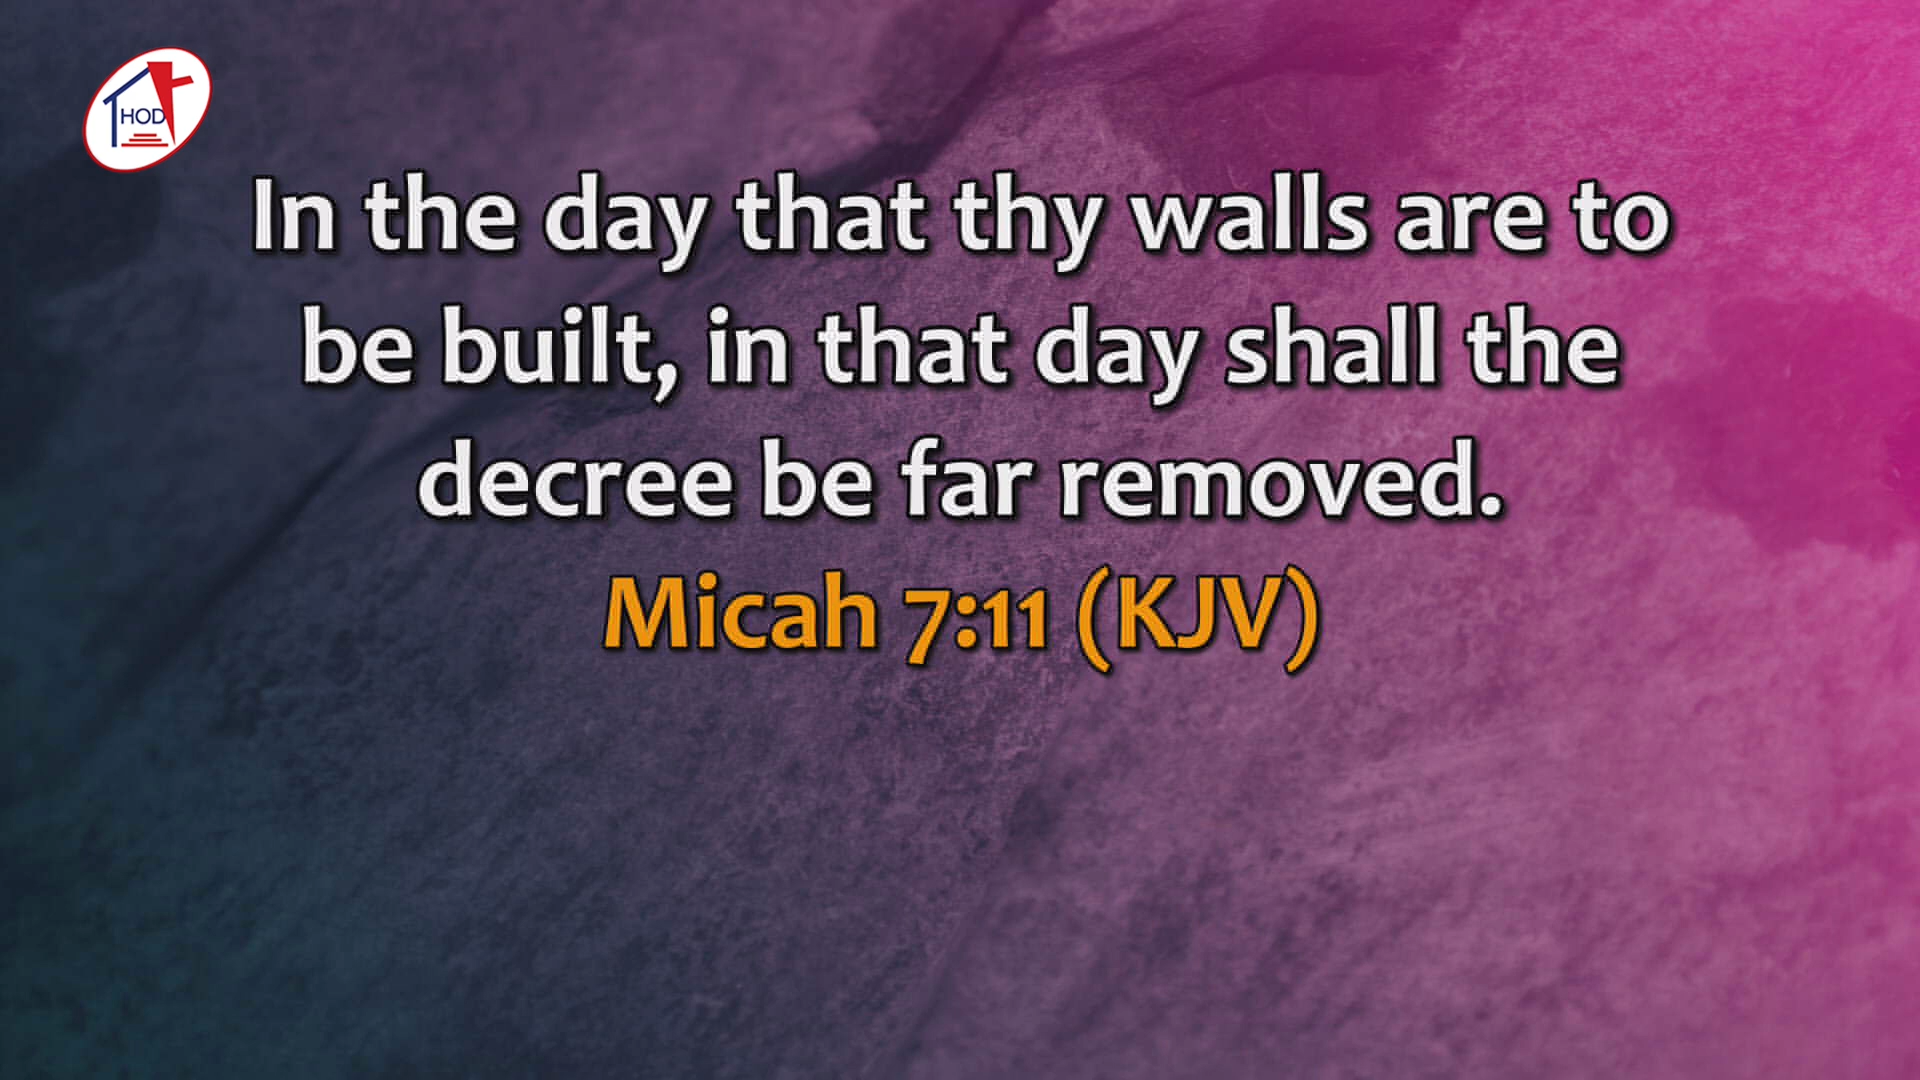 HOD
In the day that thy walls are to
be built, in that day shall the
decree be far removed.
Micah 7:11 (KJV)